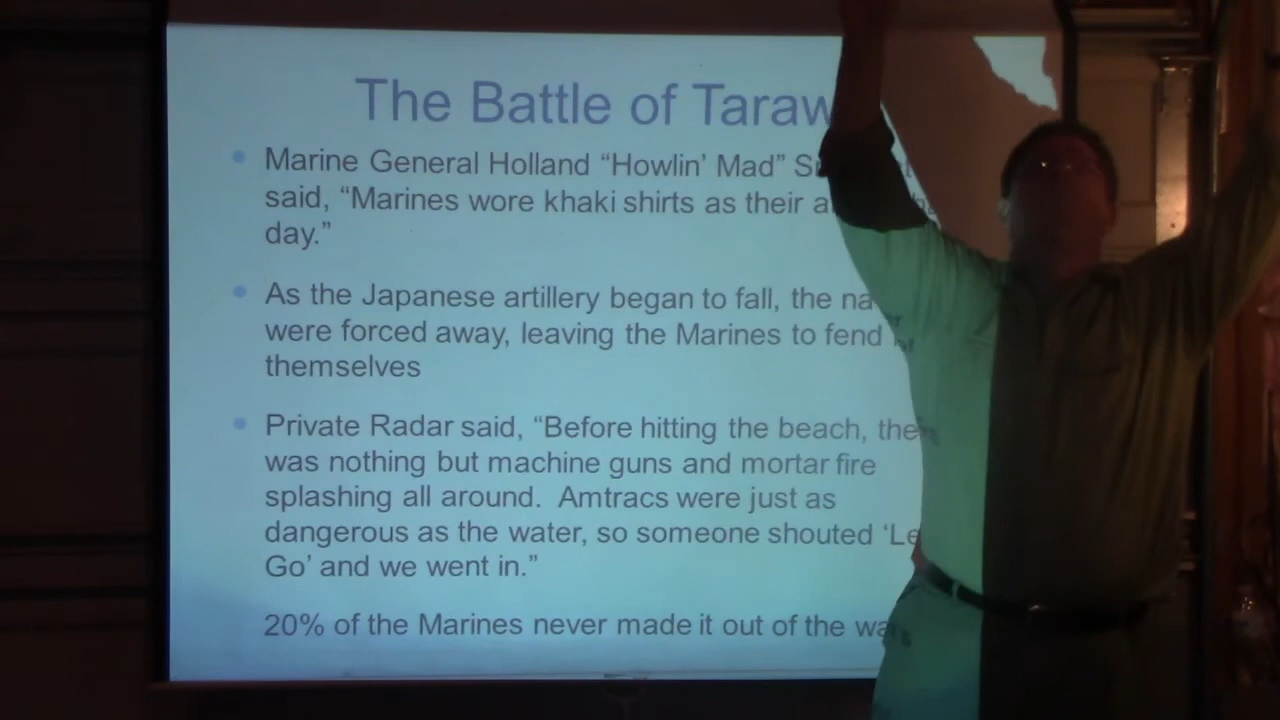 The Battle of Taraw
• Marine General Holland “Howlin’ Mad”
said, “Marines wore khaki shirts as their
day.”
• As the Japanese artillery began to fall, the
were forced away, leaving the Marines to fend
themselves
• Private Radar said, “Before hitting the beach,
was nothing but machine guns and mortar fire
splashing all around. Amtracs were just as
dangerous as the water, so someone shouted
Go’ and we went in.”
20% of the Marines never made it out of the